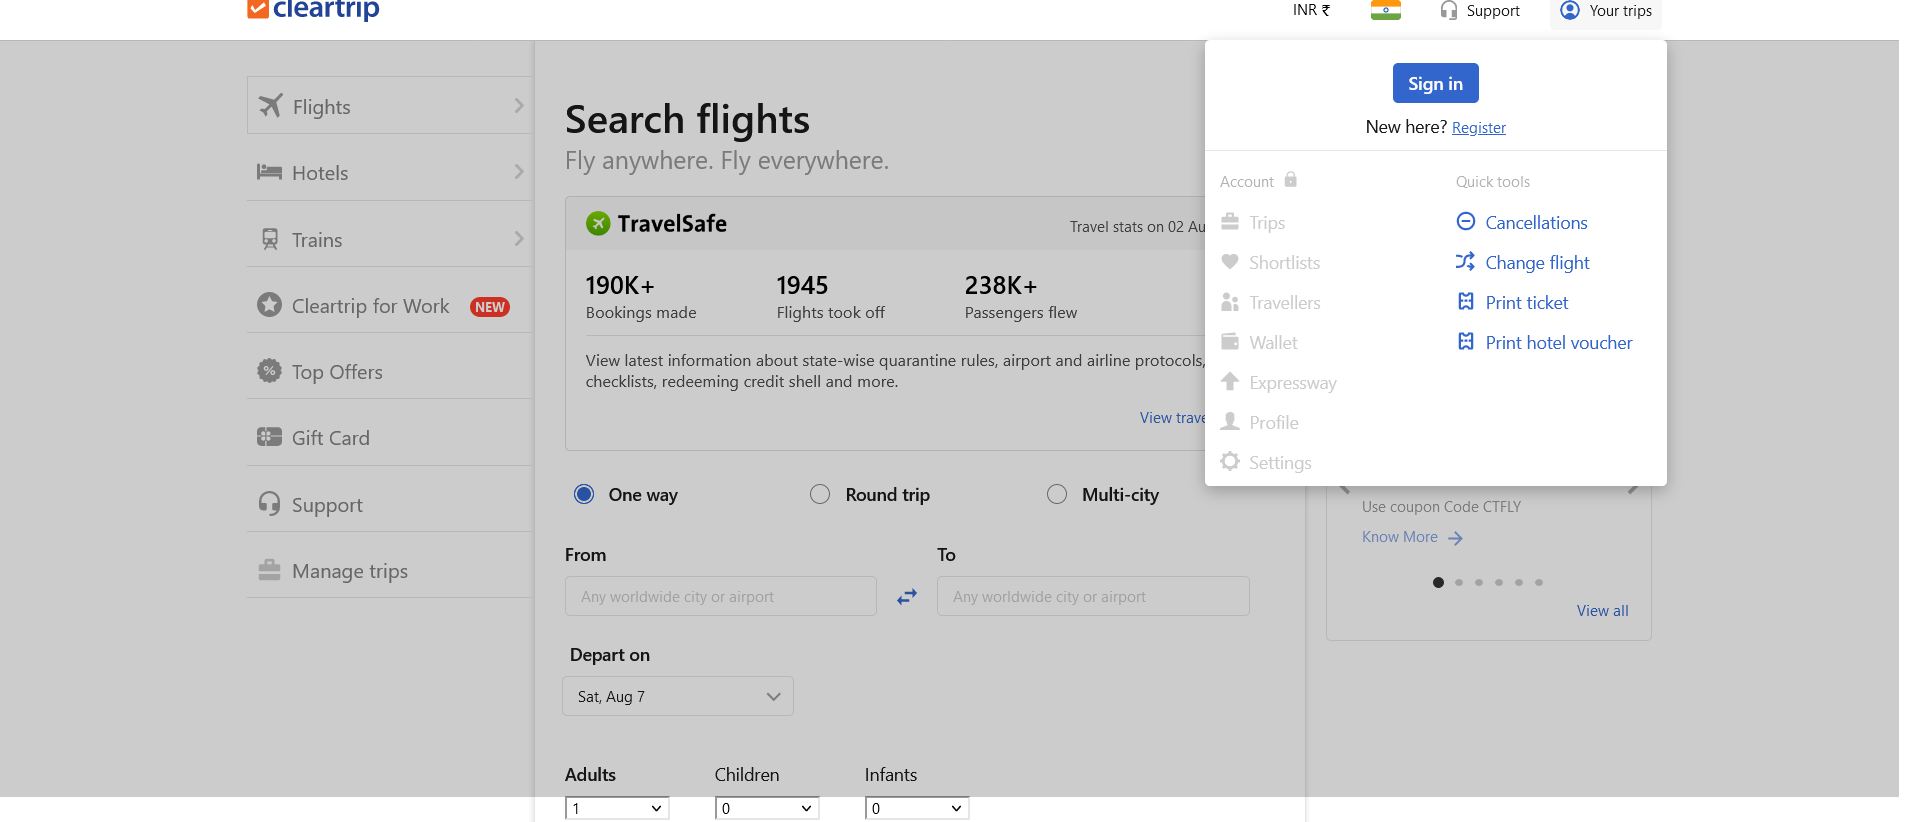 cleartrip
INR ₹
Support
Your trips
Flights
Hotels
Trains
Cleartrip for Work NEW
Top Offers
Gift Card
Support
Manage trips
Search flights
Fly anywhere. Fly everywhere.
TravelSafe
Travel stats on 02 Au
190K+
Bookings made
1945
Flights took off
238K+
Passengers flew
View latest information about state-wise quarantine rules, airport and airline protocols,
checklists, redeeming credit shell and more.
View trave
One way
Round trip
Multi-city
From
Any worldwide city or airport
To
Any worldwide city or airport
Depart on
Sat, Aug 7
Adults
1
Children
0
Infants
0
Sign in
New here? Register
Account
Trips
Shortlists
Travellers
Wallet
Expressway
Profile
Settings
Quick tools
Cancellations
Change flight
Print ticket
Print hotel voucher
Use coupon Code CTFLY
Know More
View all